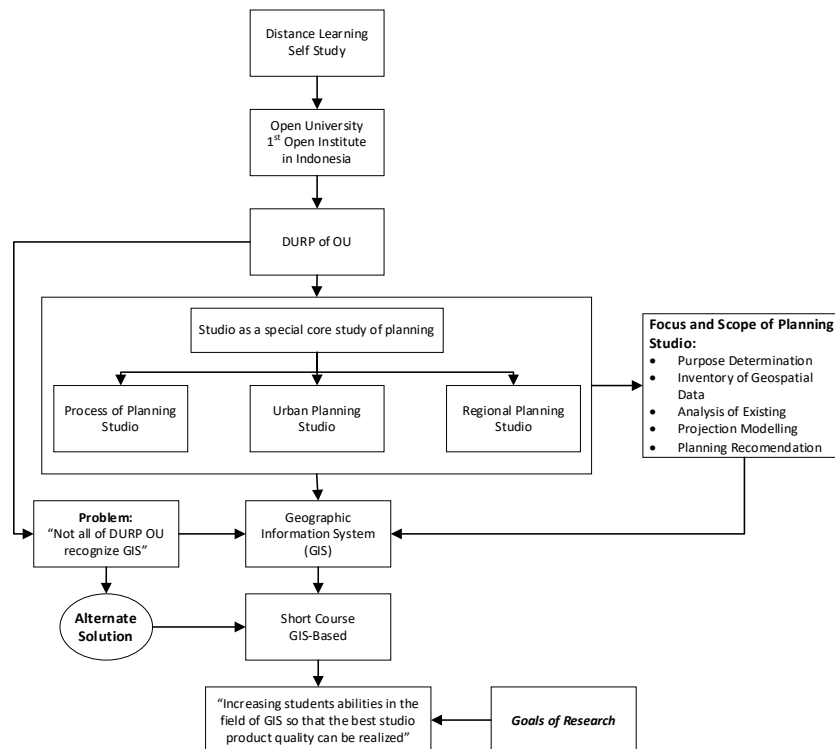 Distance Learning
Self Study
Open University
1st Open Institute
in Indonesia
DURP of OU
Studio as a special core study of planning
Process of Planning
Studio
Urban Planning
Studio
Regional Planning
Studio
Focus and Scope of Planning
Studio:
• Purpose Determination
• Inventory of Geospatial
Data
• Analysis of Existing
• Projection Modelling
• Planning Recomendation
Problem:
“Not all of DURP OU
recognize GIS”
Geographic
Information System
(GIS)
Alternate
Solution
Short Course
GIS-Based
“Increasing students abilities in the
field of GIS so that the best studio
product quality can be realized”
Goals of Research